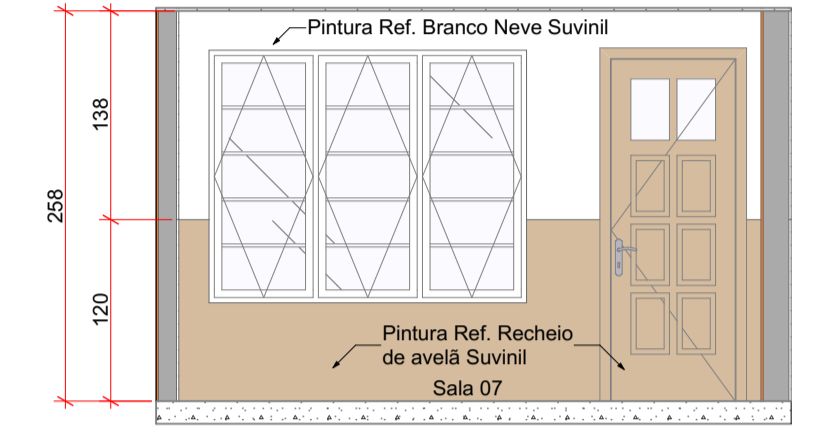 Pintura Ref. Branco Neve Suvinil
138
258
120
Pintura Ref. Recheio
de avelã Suvinil
Sala 07